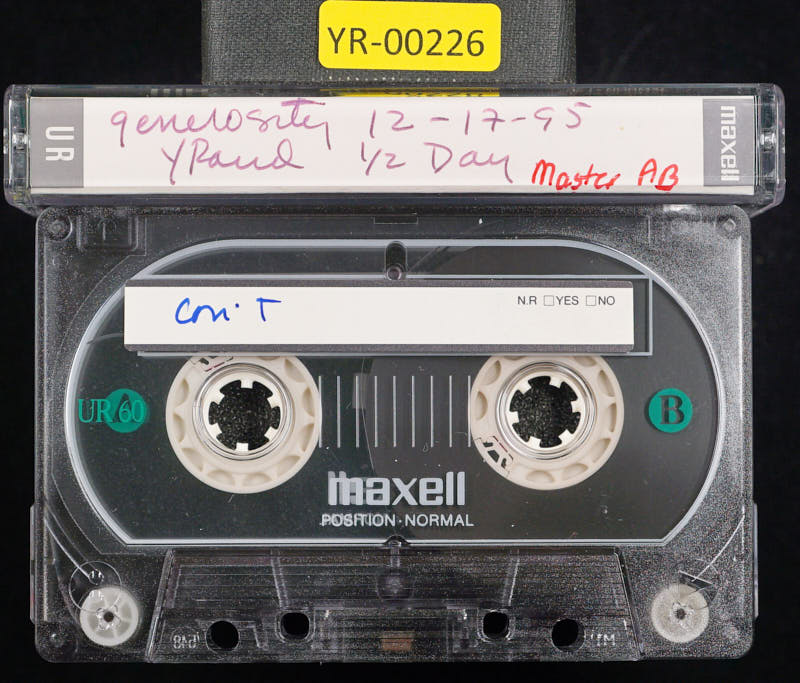 YR-00226
UR
generosity 12-17-95
YRand 1/2 Day
Master AB
maxell
con't
N.R □YES □NO
UR/60
B
maxell
POSITION·NORMAL